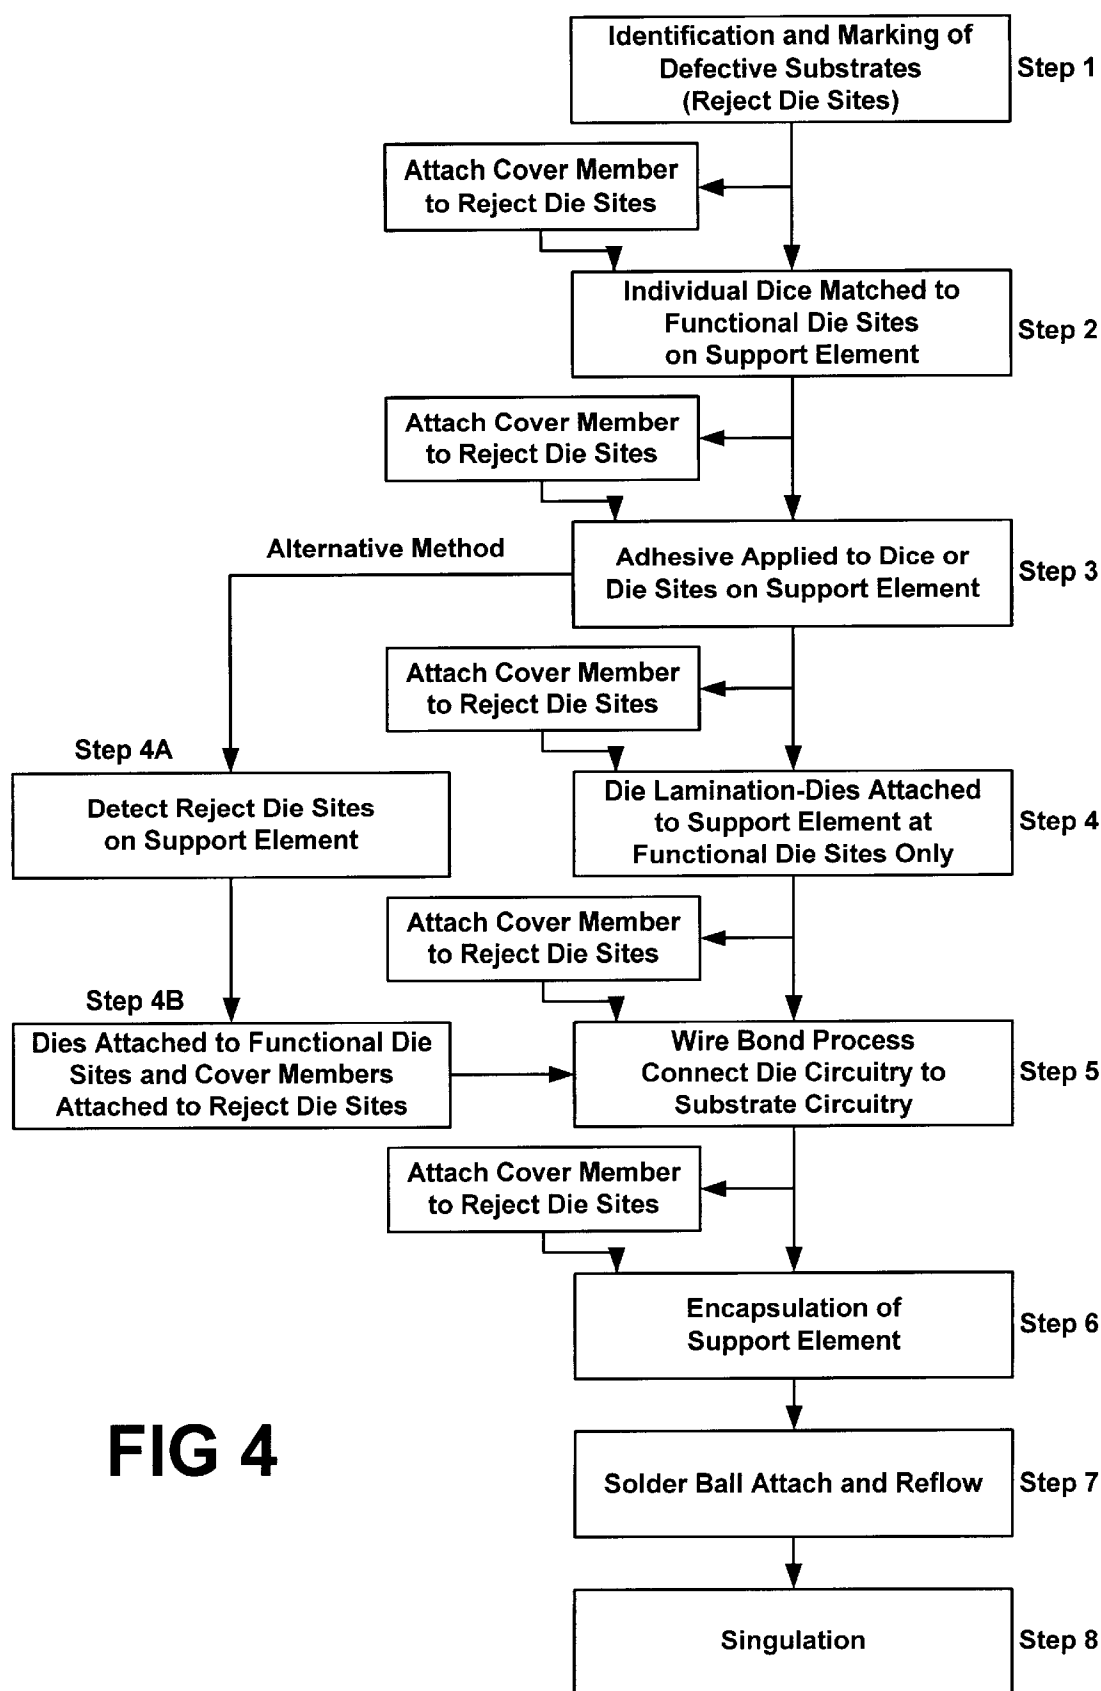 Identification and Marking of
Defective Substrates
(Reject Die Sites)
Step 1
Attach Cover Member
to Reject Die Sites
Individual Dice Matched to
Functional Die Sites
on Support Element
Step 2
Attach Cover Member
to Reject Die Sites
Alternative Method
Adhesive Applied to Dice or
Die Sites on Support Element
Step 3
Attach Cover Member
to Reject Die Sites
Step 4A
Detect Reject Die Sites
on Support Element
Die Lamination-Dies Attached
to Support Element at
Functional Die Sites Only
Step 4
Attach Cover Member
to Reject Die Sites
Step 4B
Dies Attached to Functional Die
Sites and Cover Members
Attached to Reject Die Sites
Wire Bond Process
Connect Die Circuitry to
Substrate Circuitry
Step 5
Attach Cover Member
to Reject Die Sites
Encapsulation of
Support Element
Step 6
FIG 4
Solder Ball Attach and Reflow
Step 7
Singulation
Step 8